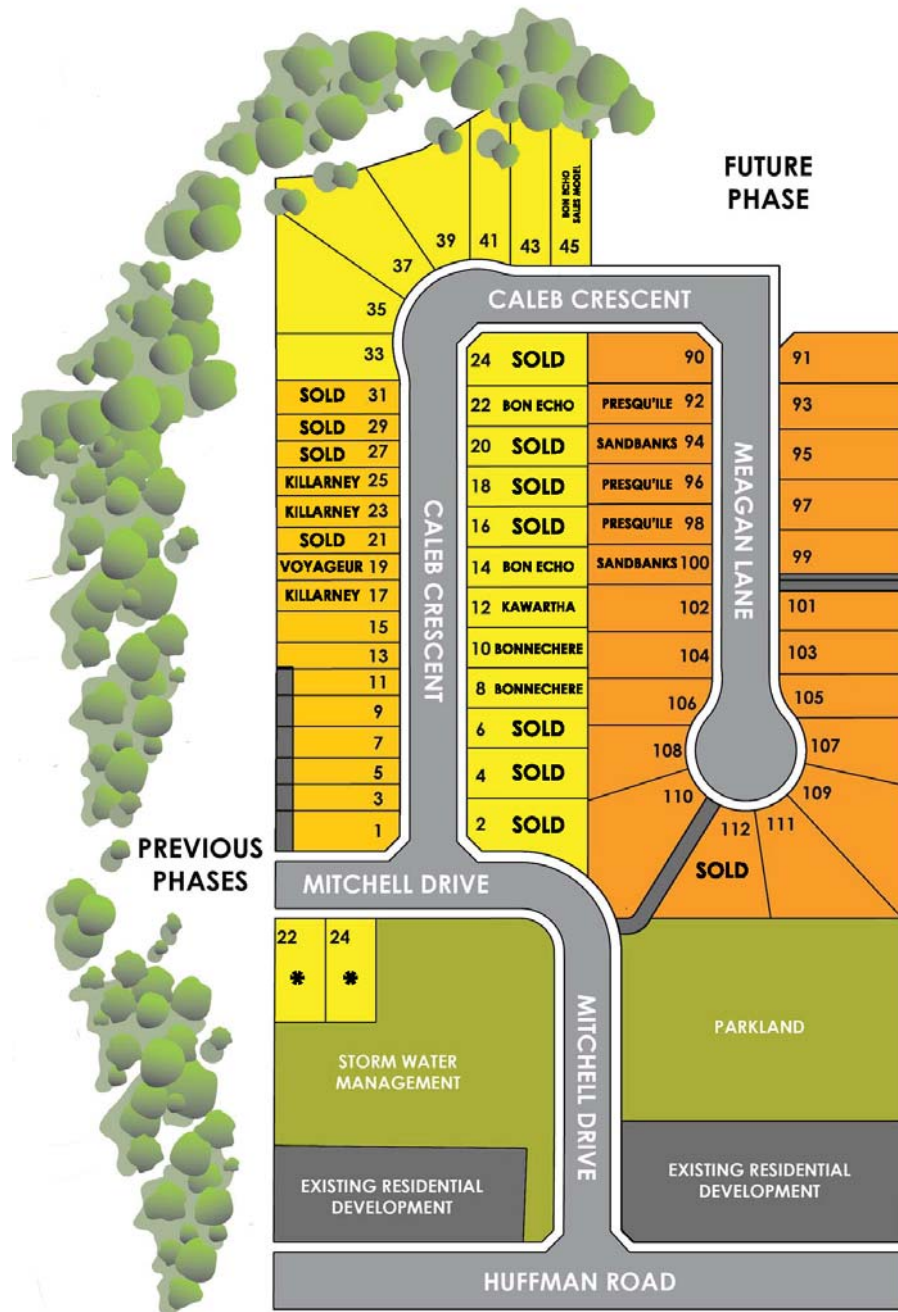 FUTURE
PHASE
BON ECHO
SALES MODEL
39
41
43
45
37
35
33
CALEB CRESCENT
SOLD 31
SOLD 29
SOLD 27
KILLARNEY 25
KILLARNEY 23
SOLD 21
VOYAGEUR 19
KILLARNEY 17
15
13
11
9
7
5
3
1
CALEB CRESCENT
24 SOLD
22 BON ECHO
20 SOLD
18 SOLD
16 SOLD
14 BON ECHO
12 KAWARTHA
10 BONNECHERE
8 BONNECHERE
6 SOLD
4 SOLD
2 SOLD
90
PRESQU'ILE 92
SANDBANKS 94
PRESQU'ILE 96
PRESQU'ILE 98
SANDBANKS 100
102
104
106
108
110
112
SOLD
111
109
107
MEAGAN LANE
91
93
95
97
99
101
103
105
PREVIOUS
PHASES
MITCHELL DRIVE
22
*
24
*
STORM WATER
MANAGEMENT
MITCHELL DRIVE
PARKLAND
EXISTING RESIDENTIAL
DEVELOPMENT
EXISTING RESIDENTIAL
DEVELOPMENT
HUFFMAN ROAD